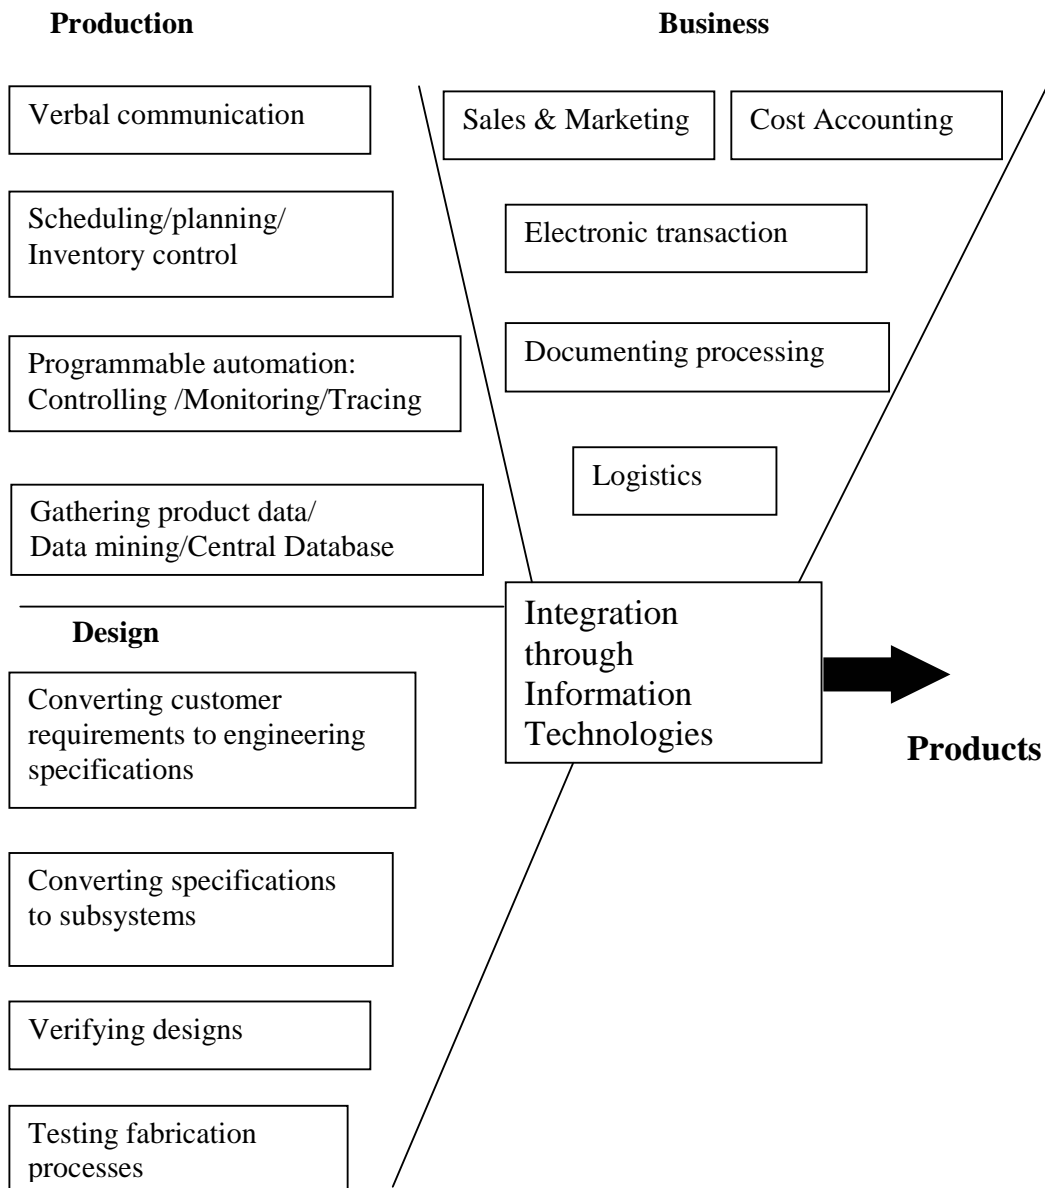 Production
Verbal communication
Scheduling/planning/
Inventory control
Programmable automation:
Controlling /Monitoring/Tracing
Gathering product data/
Data mining/Central Database
Business
Sales & Marketing
Cost Accounting
Electronic transaction
Documenting processing
Logistics
Design
Converting customer
requirements to engineering
specifications
Converting specifications
to subsystems
Verifying designs
Testing fabrication
processes
Integration
through
Information
Technologies
Products